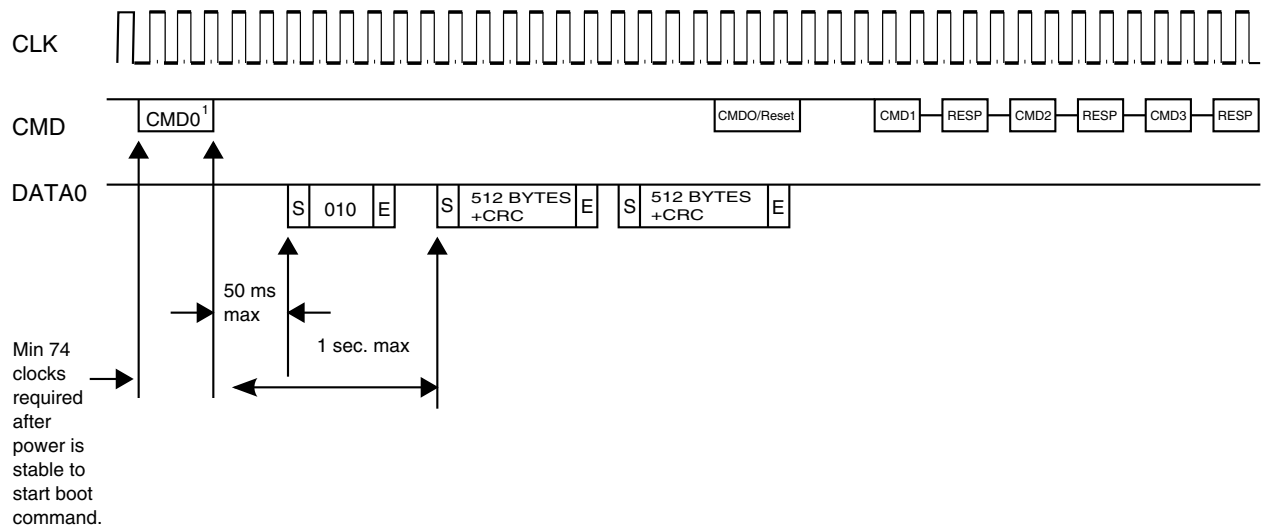 CLK
CMD
CMD0¹
CMDO/Reset
CMD1
RESP
CMD2
RESP
CMD3
RESP
DATA0
S
010
E
S
512 BYTES
+CRC
E
S
512 BYTES
+CRC
E
50 ms
max
1 sec. max
Min 74
clocks
required
after
power is
stable to
start boot
command.